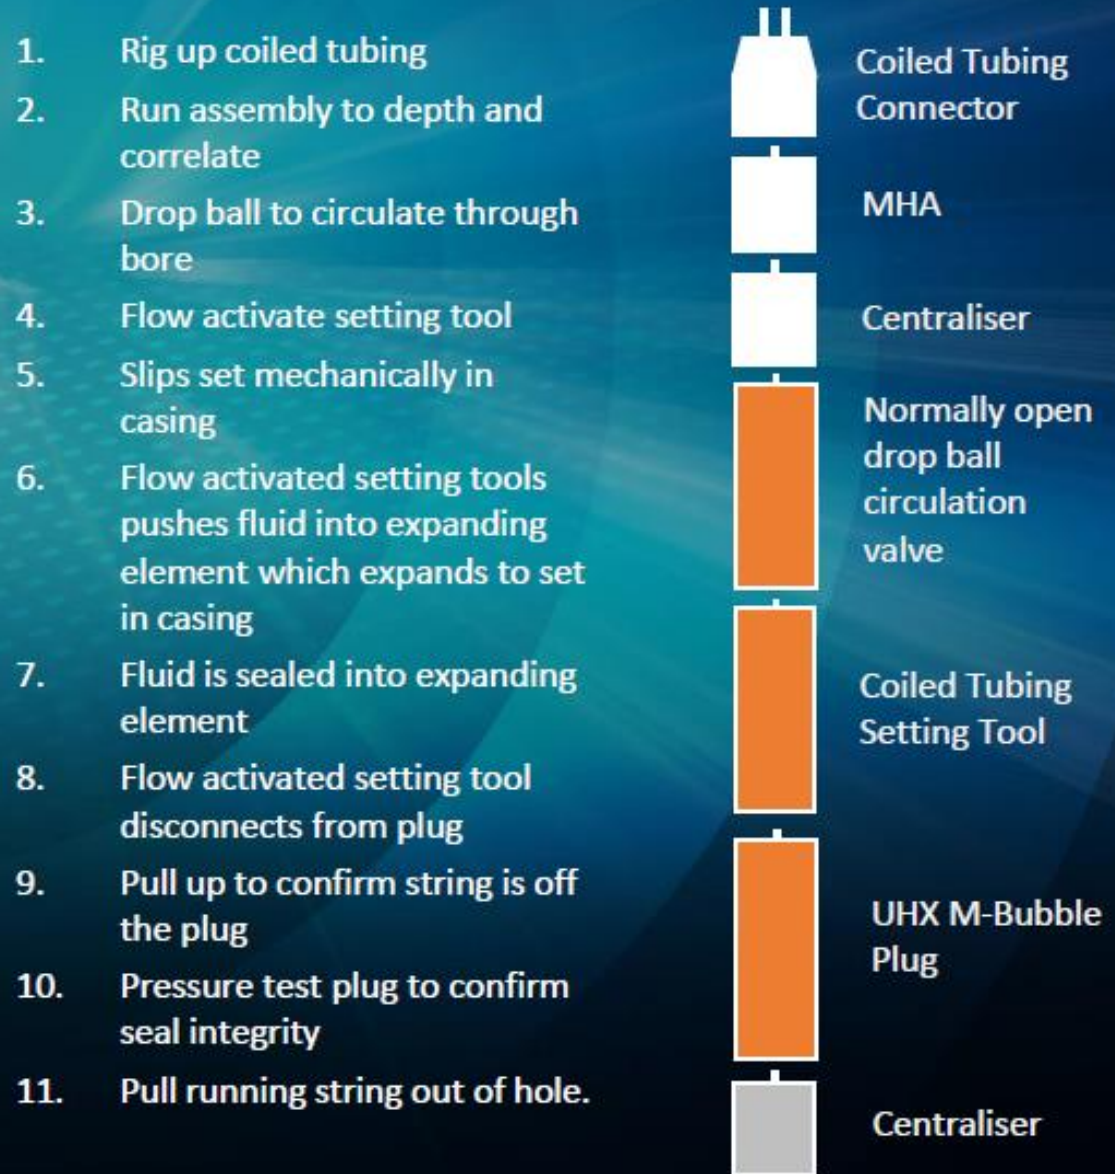 1. Rig up coiled tubing
2. Run assembly to depth and
correlate
3. Drop ball to circulate through
bore
4. Flow activate setting tool
5. Slips set mechanically in
casing
6. Flow activated setting tools
pushes fluid into expanding
element which expands to set
in casing
7. Fluid is sealed into expanding
element
8. Flow activated setting tool
disconnects from plug
9. Pull up to confirm string is off
the plug
10. Pressure test plug to confirm
seal integrity
11. Pull running string out of hole.
Coiled Tubing
Connector
MHA
Centraliser
Normally open
drop ball
circulation
valve
Coiled Tubing
Setting Tool
UHX M-Bubble
Plug
Centraliser